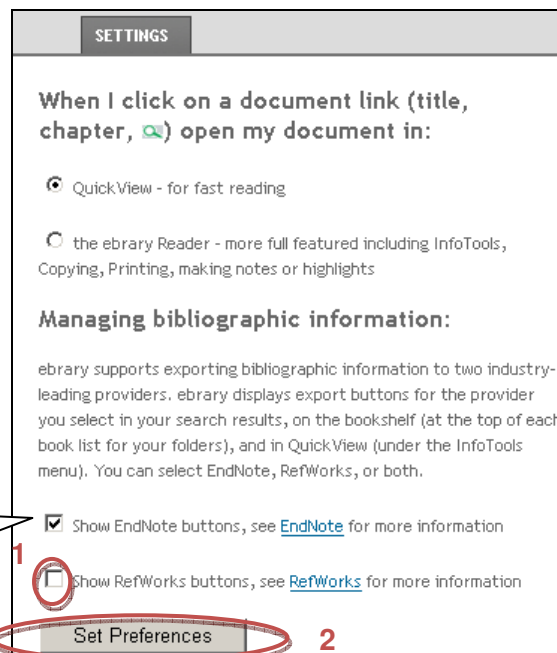 SETTINGS
When I click on a document link (title,
chapter, ) open my document in:
QuickView - for fast reading
the ebrary Reader - more full featured including InfoTools,
Copying, Printing, making notes or highlights
Managing bibliographic information:
ebrary supports exporting bibliographic information to two industry-
leading providers. ebrary displays export buttons for the provider
you select in your search results, on the bookshelf (at the top of each
book list for your folders), and in QuickView (under the InfoTools
menu). You can select EndNote, RefWorks, or both.
Show EndNote buttons, see EndNote for more information
1
Show RefWorks buttons, see RefWorks for more information
Set Preferences 2